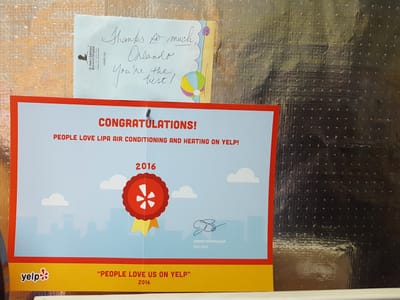 Thanks so much,
Orlando
You're the
best!
CONGRATULATIONS!
PEOPLE LOVE LIPA AIR CONDITIONING AND HEATING ON YELP!
2016
yelp
"PEOPLE LOVE US ON YELP"
2016